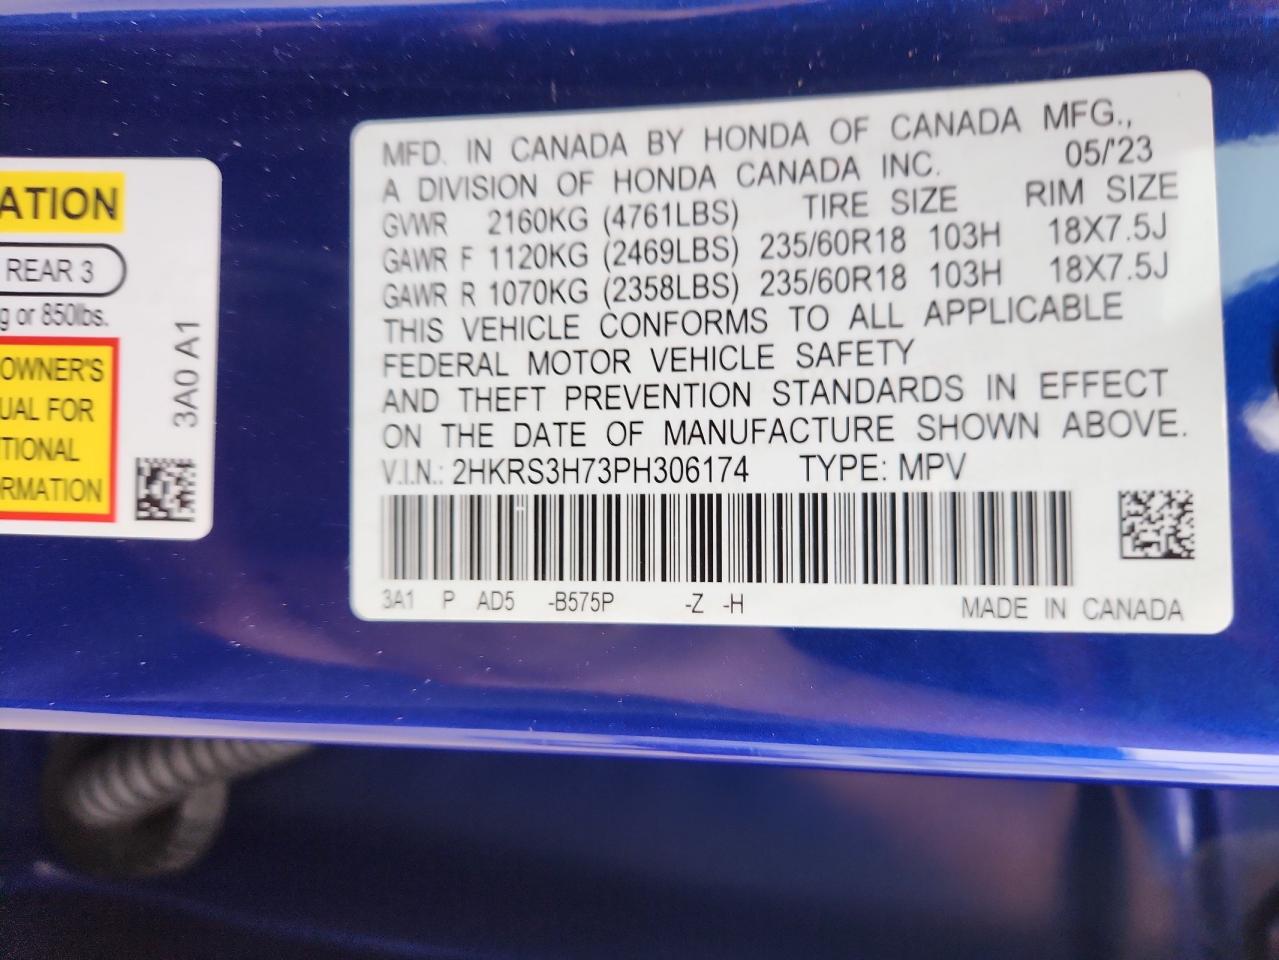 ATION
REAR 3
g or 850lbs.
OWNER'S
UAL FOR
ITIONAL
RMATION
3A0 A1
MFD. IN CANADA BY HONDA OF CANADA MFG.,
A DIVISION OF HONDA CANADA INC. 05/'23
GVWR 2160KG (4761LBS) TIRE SIZE RIM SIZE
GAWR F 1120KG (2469LBS) 235/60R18 103H 18X7.5J
GAWR R 1070KG (2358LBS) 235/60R18 103H 18X7.5J
THIS VEHICLE CONFORMS TO ALL APPLICABLE
FEDERAL MOTOR VEHICLE SAFETY
AND THEFT PREVENTION STANDARDS IN EFFECT
ON THE DATE OF MANUFACTURE SHOWN ABOVE.
V.I.N.: 2HKRS3H73PH306174 TYPE: MPV
3A1 P AD5 -B575P -Z -H MADE IN CANADA